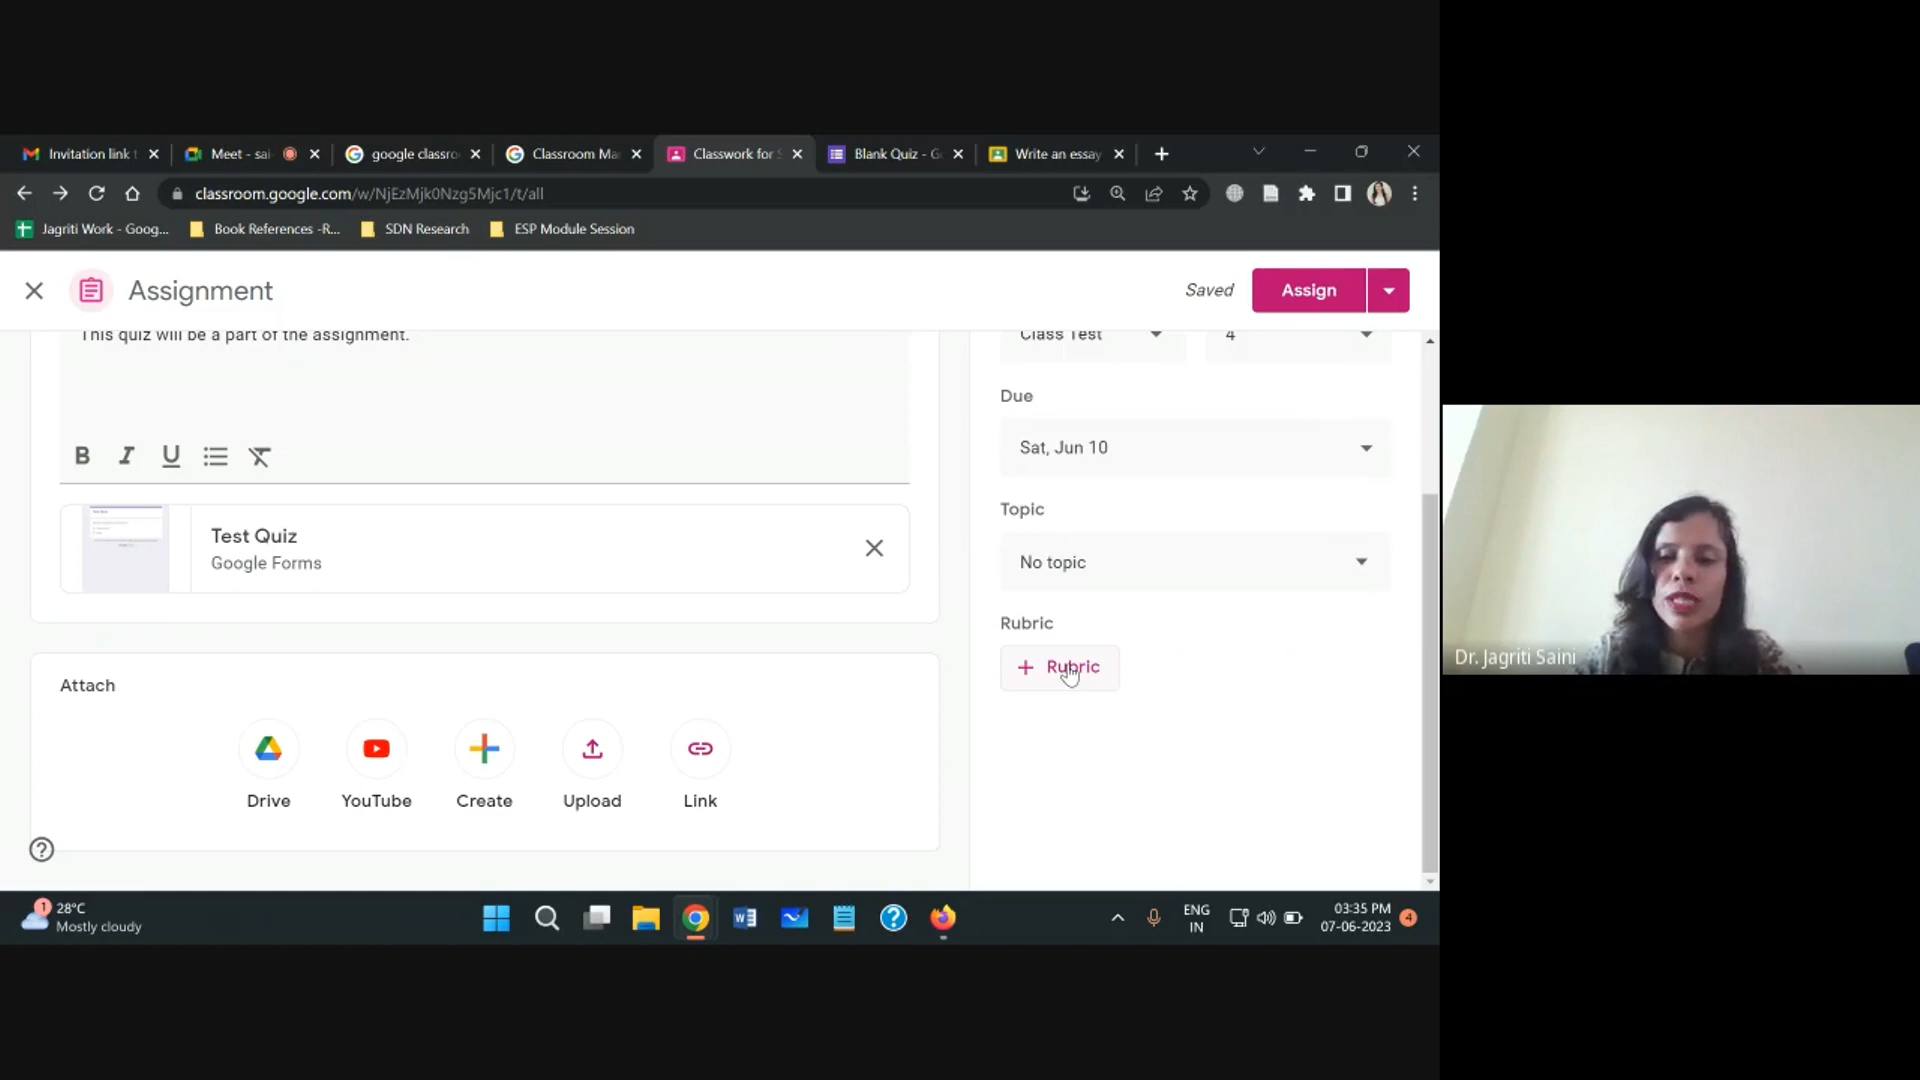 Invitation link t
Meet - sai
google classro
Classroom Ma
Classwork for S
Blank Quiz - G
Write an essay
classroom.google.com/w/NjEzMjk0Nzg5Mjc1/t/all
Jagriti Work - Goog...
Book References -R...
SDN Research
ESP Module Session
Assignment
Saved
Assign
This quiz will be a part of the assignment.
Class Test
4
Due
Sat, Jun 10
B I U
Test Quiz
Google Forms
Topic
No topic
Rubric
Rubric
Attach
Drive
YouTube
Create
Upload
Link
Dr. Jagriti Saini
1
28°C
Mostly cloudy
ENG
IN
03:35 PM
07-06-2023
4